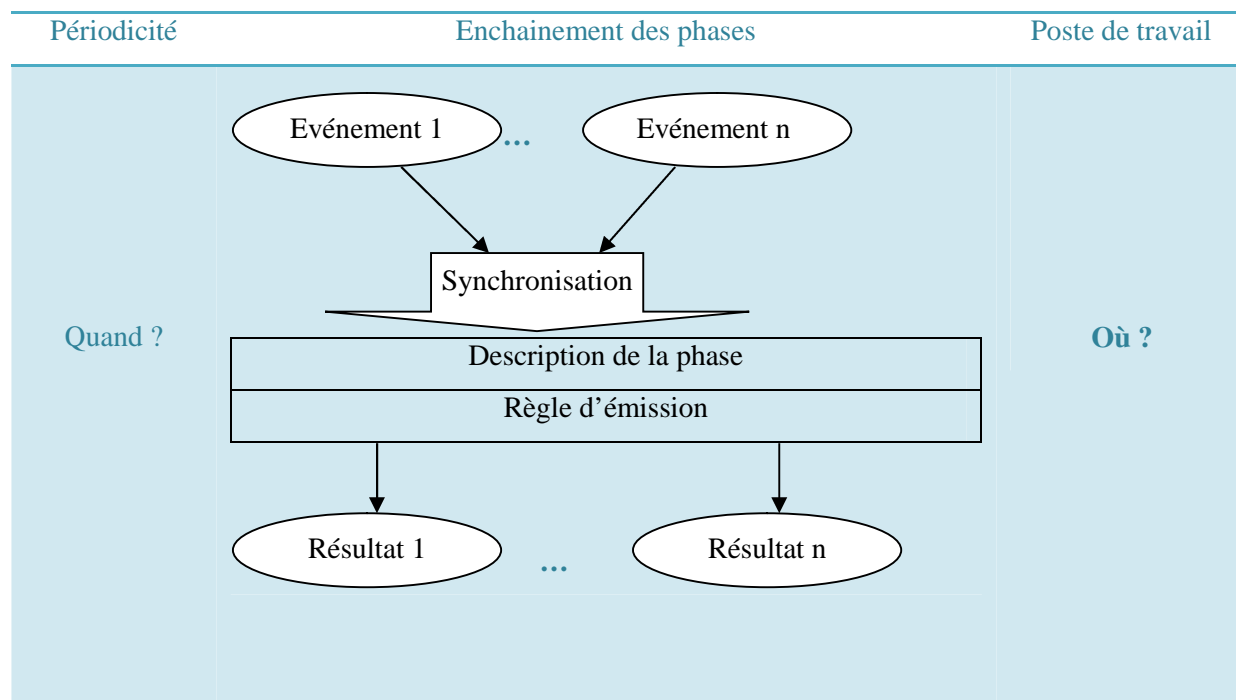 Périodicité Enchainement des phases Poste de travail
Evénement 1 ... Evénement n
Synchronisation
Quand ? Où ?
Description de la phase
Règle d’émission
Résultat 1 ... Résultat n